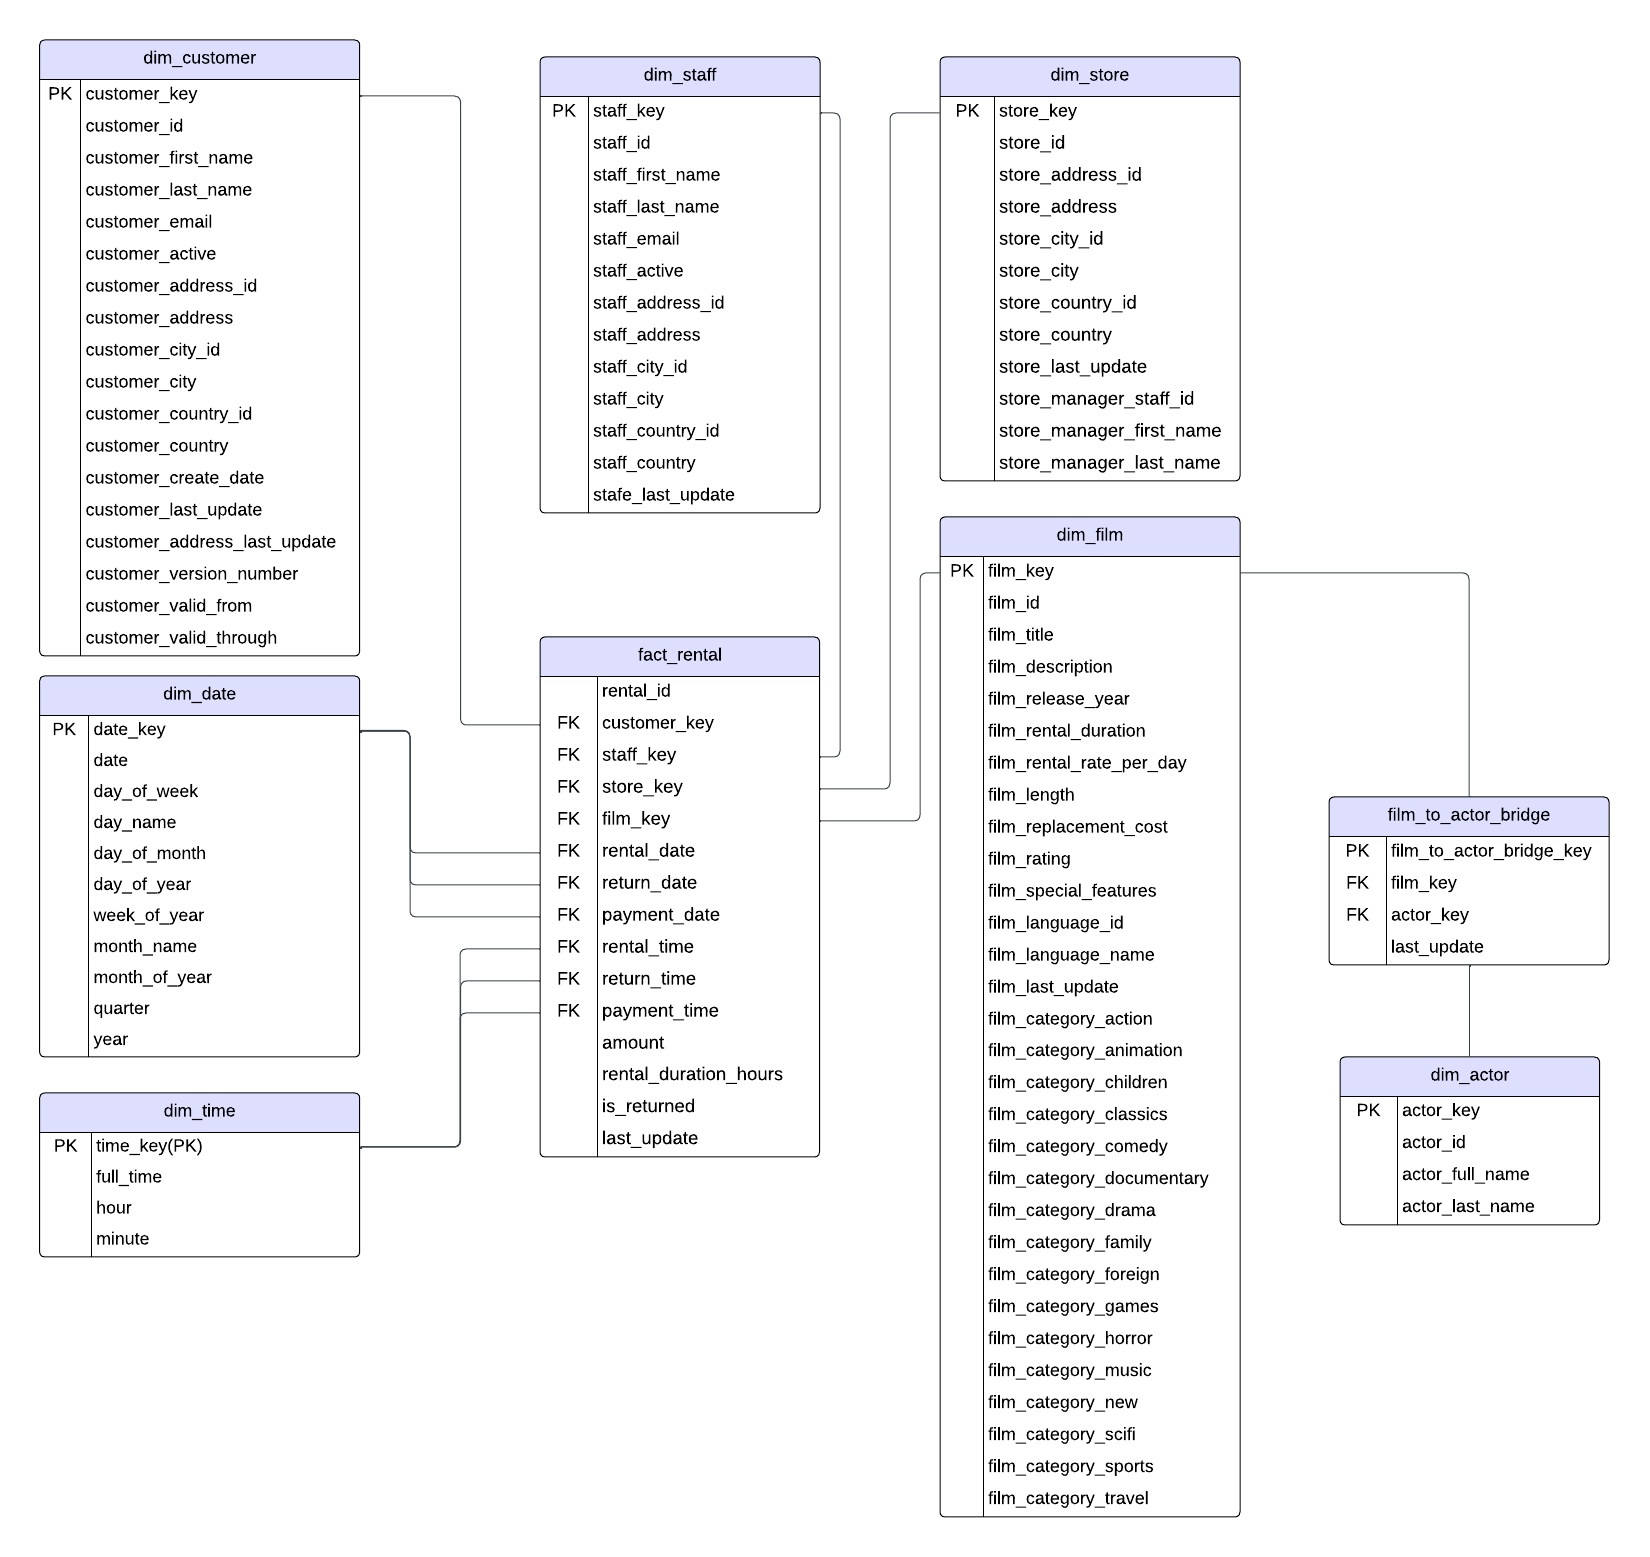 dim_customer
PK customer_key
customer_id
customer_first_name
customer_last_name
customer_email
customer_active
customer_address_id
customer_address
customer_city_id
customer_city
customer_country_id
customer_country
customer_create_date
customer_last_update
customer_address_last_update
customer_version_number
customer_valid_from
customer_valid_through
dim_date
PK date_key
date
day_of_week
day_name
day_of_month
day_of_year
week_of_year
month_name
month_of_year
quarter
year
dim_time
PK time_key(PK)
full_time
hour
minute
dim_staff
PK staff_key
staff_id
staff_first_name
staff_last_name
staff_email
staff_active
staff_address_id
staff_address
staff_city_id
staff_city
staff_country_id
staff_country
stafe_last_update
fact_rental
rental_id
FK customer_key
FK staff_key
FK store_key
FK film_key
FK rental_date
FK return_date
FK payment_date
FK rental_time
FK return_time
FK payment_time
amount
rental_duration_hours
is_returned
last_update
dim_store
PK store_key
store_id
store_address_id
store_address
store_city_id
store_city
store_country_id
store_country
store_last_update
store_manager_staff_id
store_manager_first_name
store_manager_last_name
dim_film
PK film_key
film_id
film_title
film_description
film_release_year
film_rental_duration
film_rental_rate_per_day
film_length
film_replacement_cost
film_rating
film_special_features
film_language_id
film_language_name
film_last_update
film_category_action
film_category_animation
film_category_children
film_category_classics
film_category_comedy
film_category_documentary
film_category_drama
film_category_family
film_category_foreign
film_category_games
film_category_horror
film_category_music
film_category_new
film_category_scifi
film_category_sports
film_category_travel
film_to_actor_bridge
PK film_to_actor_bridge_key
FK film_key
FK actor_key
last_update
dim_actor
PK actor_key
actor_id
actor_full_name
actor_last_name